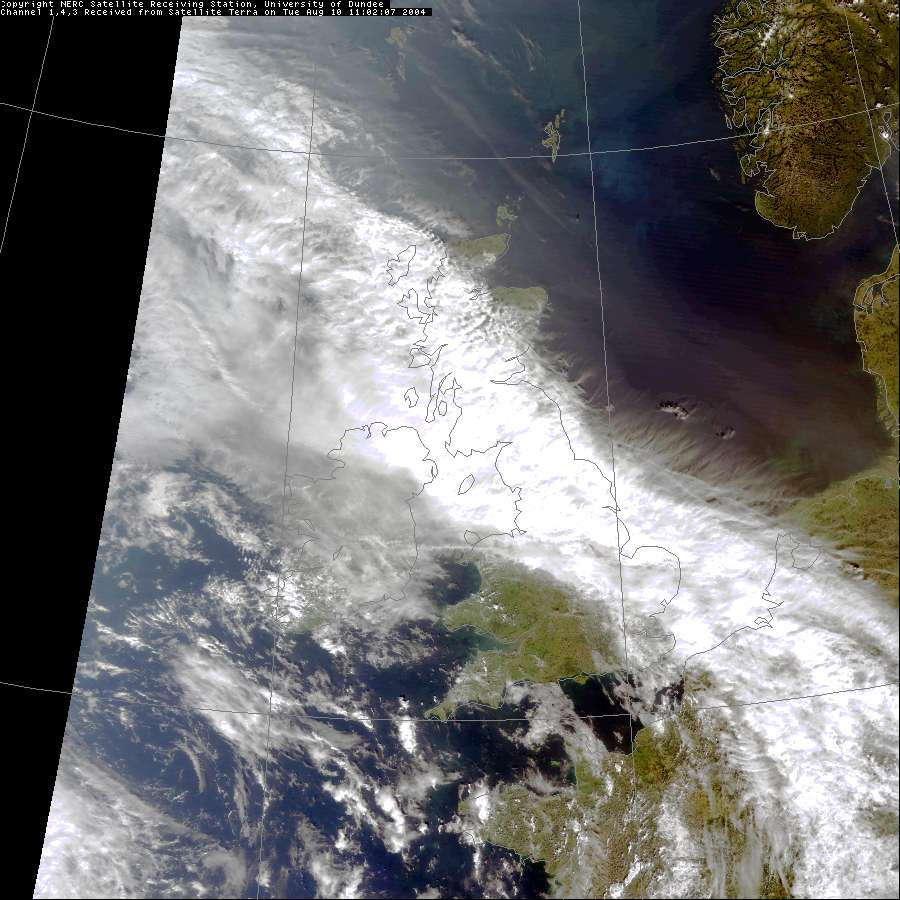 Copyright NERC Satellite Receiving Station, University of Dundee
Channel 1,4,3 Received from Satellite Terra on Tue Aug 10 11:02:07 2004